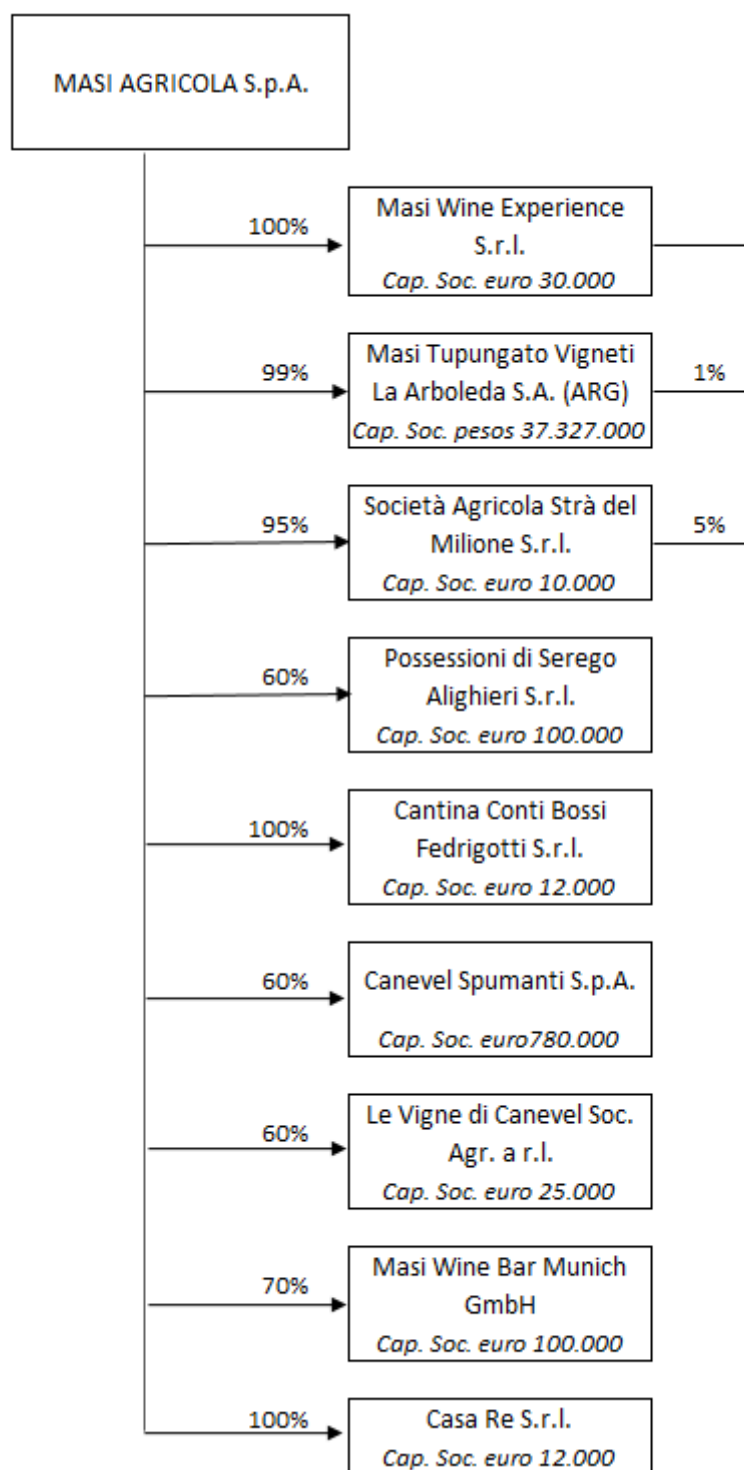 MASI AGRICOLA S.p.A.
100%
Masi Wine Experience
S.r.l.
Cap. Soc. euro 30.000
99%
Masi Tupungato Vigneti
La Arboleda S.A. (ARG)
Cap. Soc. pesos 37.327.000
1%
95%
Società Agricola Strà del
Milione S.r.l.
Cap. Soc. euro 10.000
5%
60%
Possessioni di Serego
Alighieri S.r.l.
Cap. Soc. euro 100.000
100%
Cantina Conti Bossi
Fedrigotti S.r.l.
Cap. Soc. euro 12.000
60%
Canevel Spumanti S.p.A.
Cap. Soc. euro780.000
60%
Le Vigne di Canevel Soc.
Agr. a r.l.
Cap. Soc. euro 25.000
70%
Masi Wine Bar Munich
GmbH
Cap. Soc. euro 100.000
100%
Casa Re S.r.l.
Cap. Soc. euro 12.000